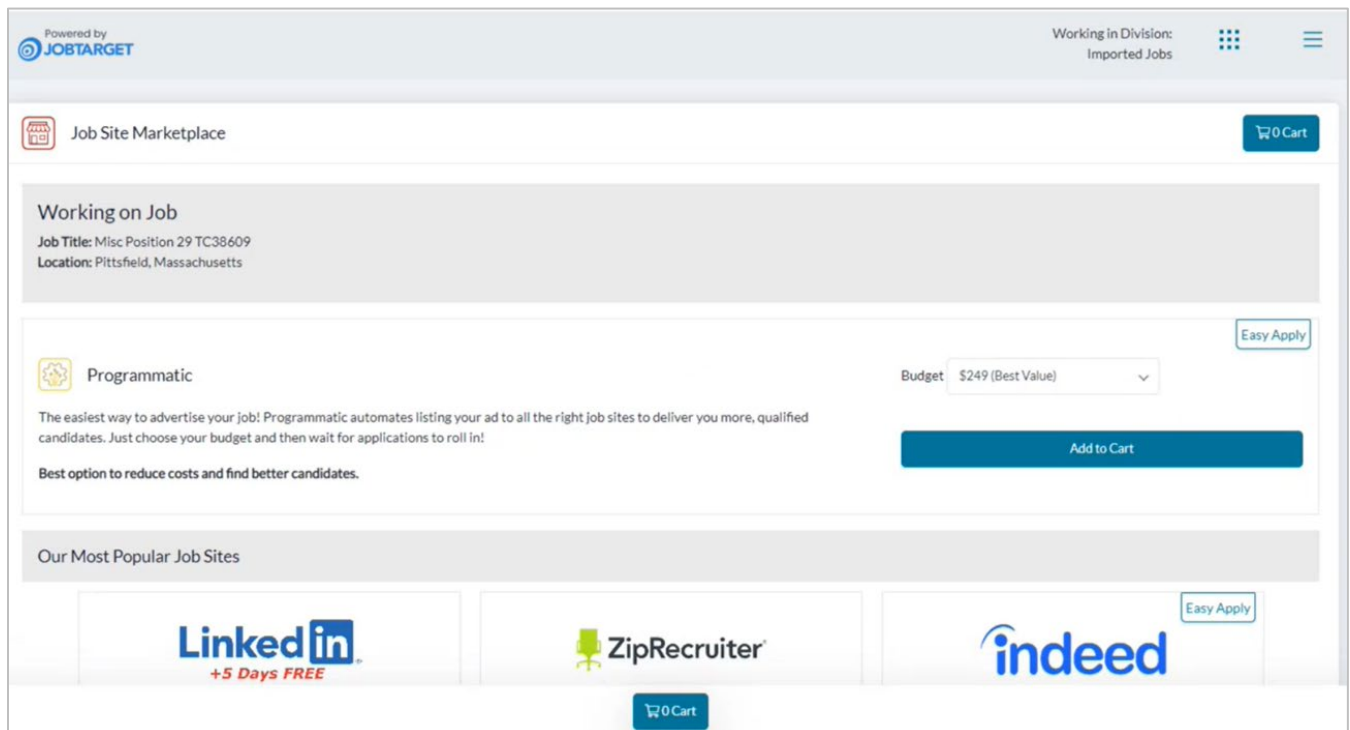 Powered by
JOBTARGET
Working in Division:
Imported Jobs
Job Site Marketplace
0 Cart
Working on Job
Job Title: Misc Position 29 TC38609
Location: Pittsfield, Massachusetts
Easy Apply
Programmatic
Budget $249 (Best Value)
The easiest way to advertise your job! Programmatic automates listing your ad to all the right job sites to deliver you more, qualified
candidates. Just choose your budget and then wait for applications to roll in!
Add to Cart
Best option to reduce costs and find better candidates.
Our Most Popular Job Sites
Linked in
+5 Days FREE
ZipRecruiter
Easy Apply
indeed
0 Cart